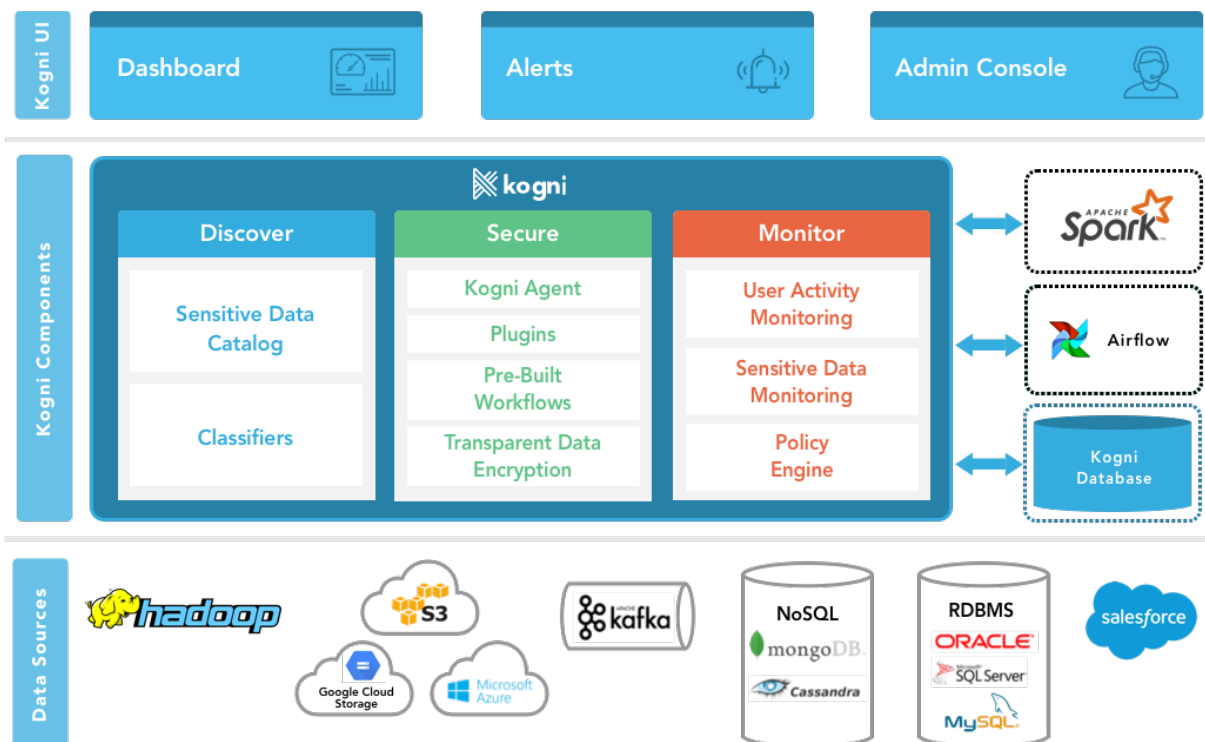 Kogni UI
Dashboard
Alerts
Admin Console
Kogni Components
kogni
Discover
Sensitive Data
Catalog
Classifiers
Secure
Kogni Agent
Plugins
Pre-Built
Workflows
Transparent Data
Encryption
Monitor
User Activity
Monitoring
Sensitive Data
Monitoring
Policy
Engine
APACHE
Spark
Airflow
Kogni
Database
Data Sources
hadoop
S3
Google Cloud
Storage
Microsoft
Azure
APACHE
kafka
NoSQL
mongoDB
Cassandra
RDBMS
ORACLE
Microsoft
SQL Server
MySQL
salesforce